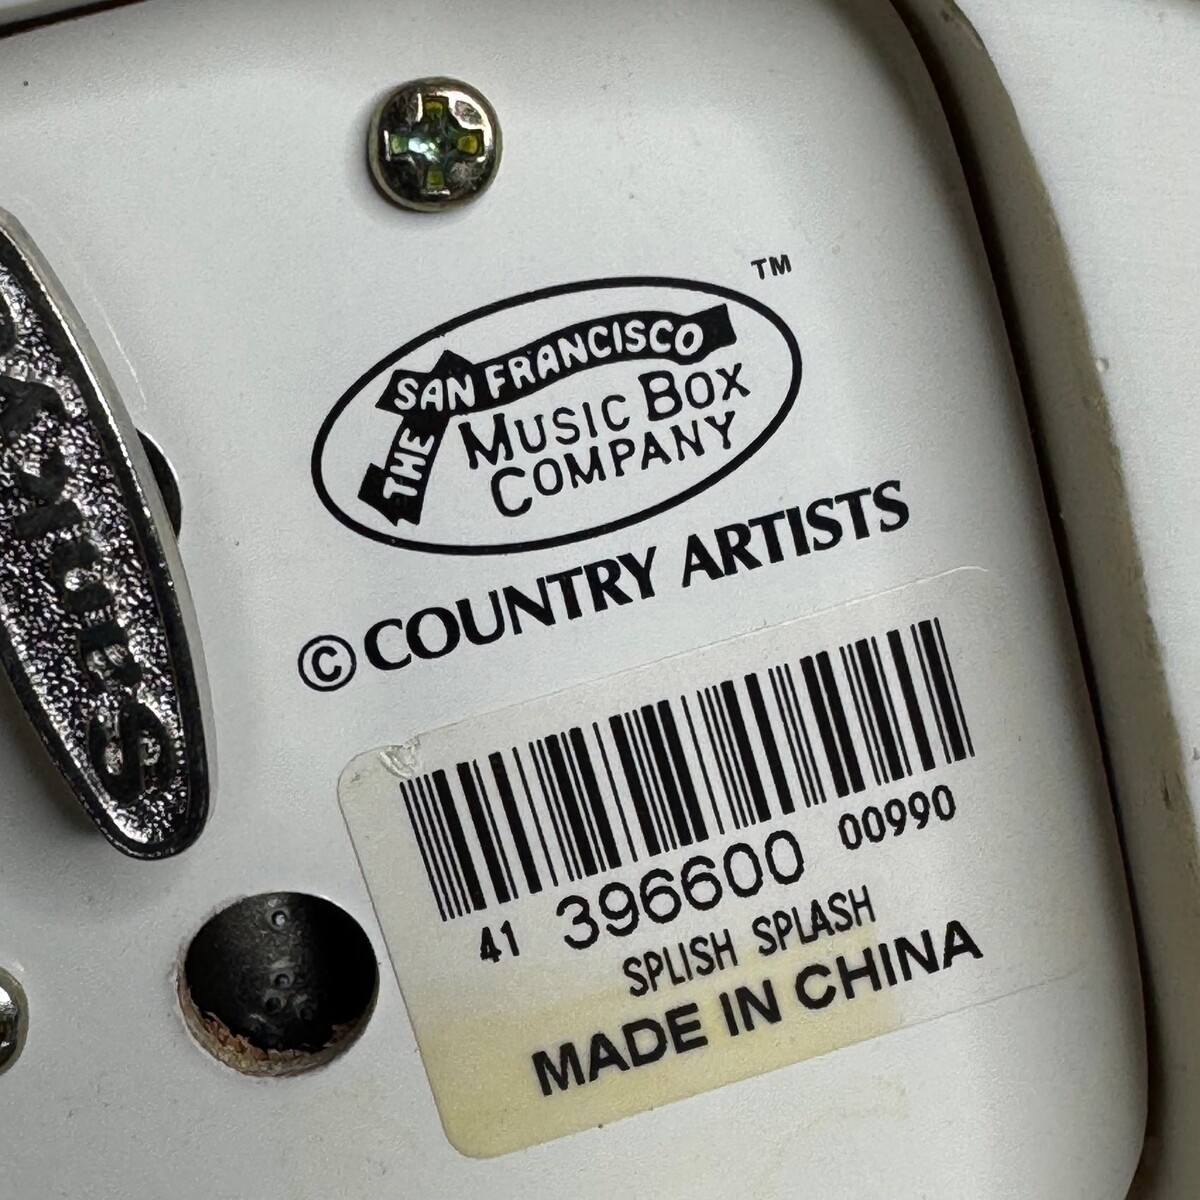 TM
THE SAN FRANCISCO
MUSIC BOX
COMPANY
© COUNTRY ARTISTS
41 396600 00990
SPLISH SPLASH
MADE IN CHINA